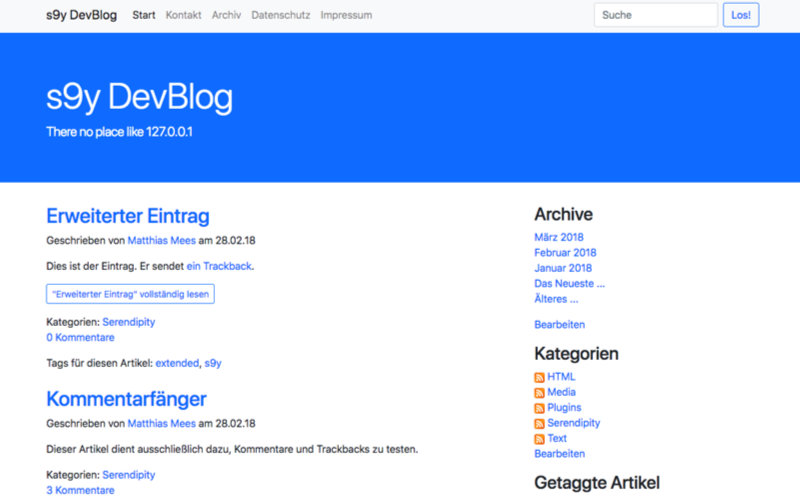 s9y DevBlog Start Kontakt Archiv Datenschutz Impressum Suche Los!
s9y DevBlog
There no place like 127.0.0.1
Erweiterter Eintrag
Geschrieben von Matthias Mees am 28.02.18
Dies ist der Eintrag. Er sendet ein Trackback.
"Erweiterter Eintrag" vollständig lesen
Kategorien: Serendipity
0 Kommentare
Tags für diesen Artikel: extended, s9y
Kommentarfänger
Geschrieben von Matthias Mees am 28.02.18
Dieser Artikel dient ausschließlich dazu, Kommentare und Trackbacks zu testen.
Kategorien: Serendipity
3 Kommentare
Archive
März 2018
Februar 2018
Januar 2018
Das Neueste ...
Älteres ...
Bearbeiten
Kategorien
HTML
Media
Plugins
Serendipity
Text
Bearbeiten
Getaggte Artikel